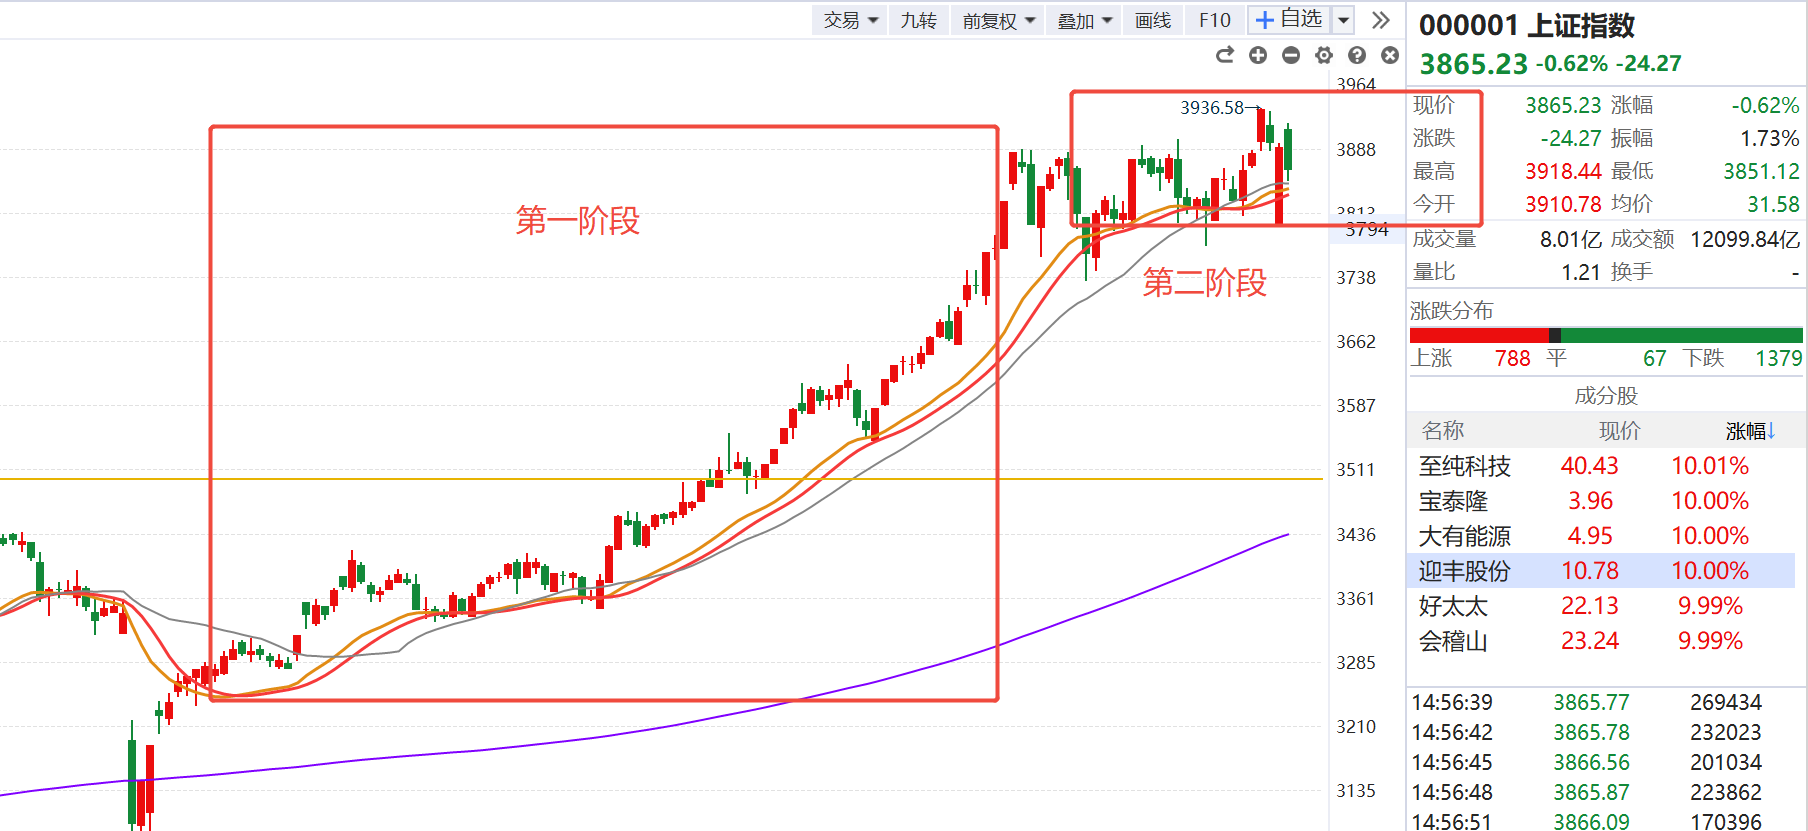 交易 九转 前复权 叠加 画线 F10 自选
000001 上证指数
3865.23 -0.62% -24.27
现价 3865.23 涨幅 -0.62%
涨跌 -24.27 振幅 1.73%
最高 3918.44 最低 3851.12
今开 3910.78 均价 31.58
成交量 8.01亿 成交额 12099.84亿
量比 1.21 换手 -
涨跌分布
上涨 788 平 67 下跌 1379
成分股
名称 现价 涨幅↓
至纯科技 40.43 10.01%
宝泰隆 3.96 10.00%
大有能源 4.95 10.00%
迎丰股份 10.78 10.00%
好太太 22.13 9.99%
会稽山 23.24 9.99%
14:56:39 3865.77 269434
14:56:42 3865.78 232023
14:56:45 3866.56 201034
14:56:48 3865.87 223862
14:56:51 3866.09 170396
3964
3936.58
3888
3813
3794
3738
3662
3587
3511
3436
3361
3285
3210
3135
第一阶段
第二阶段